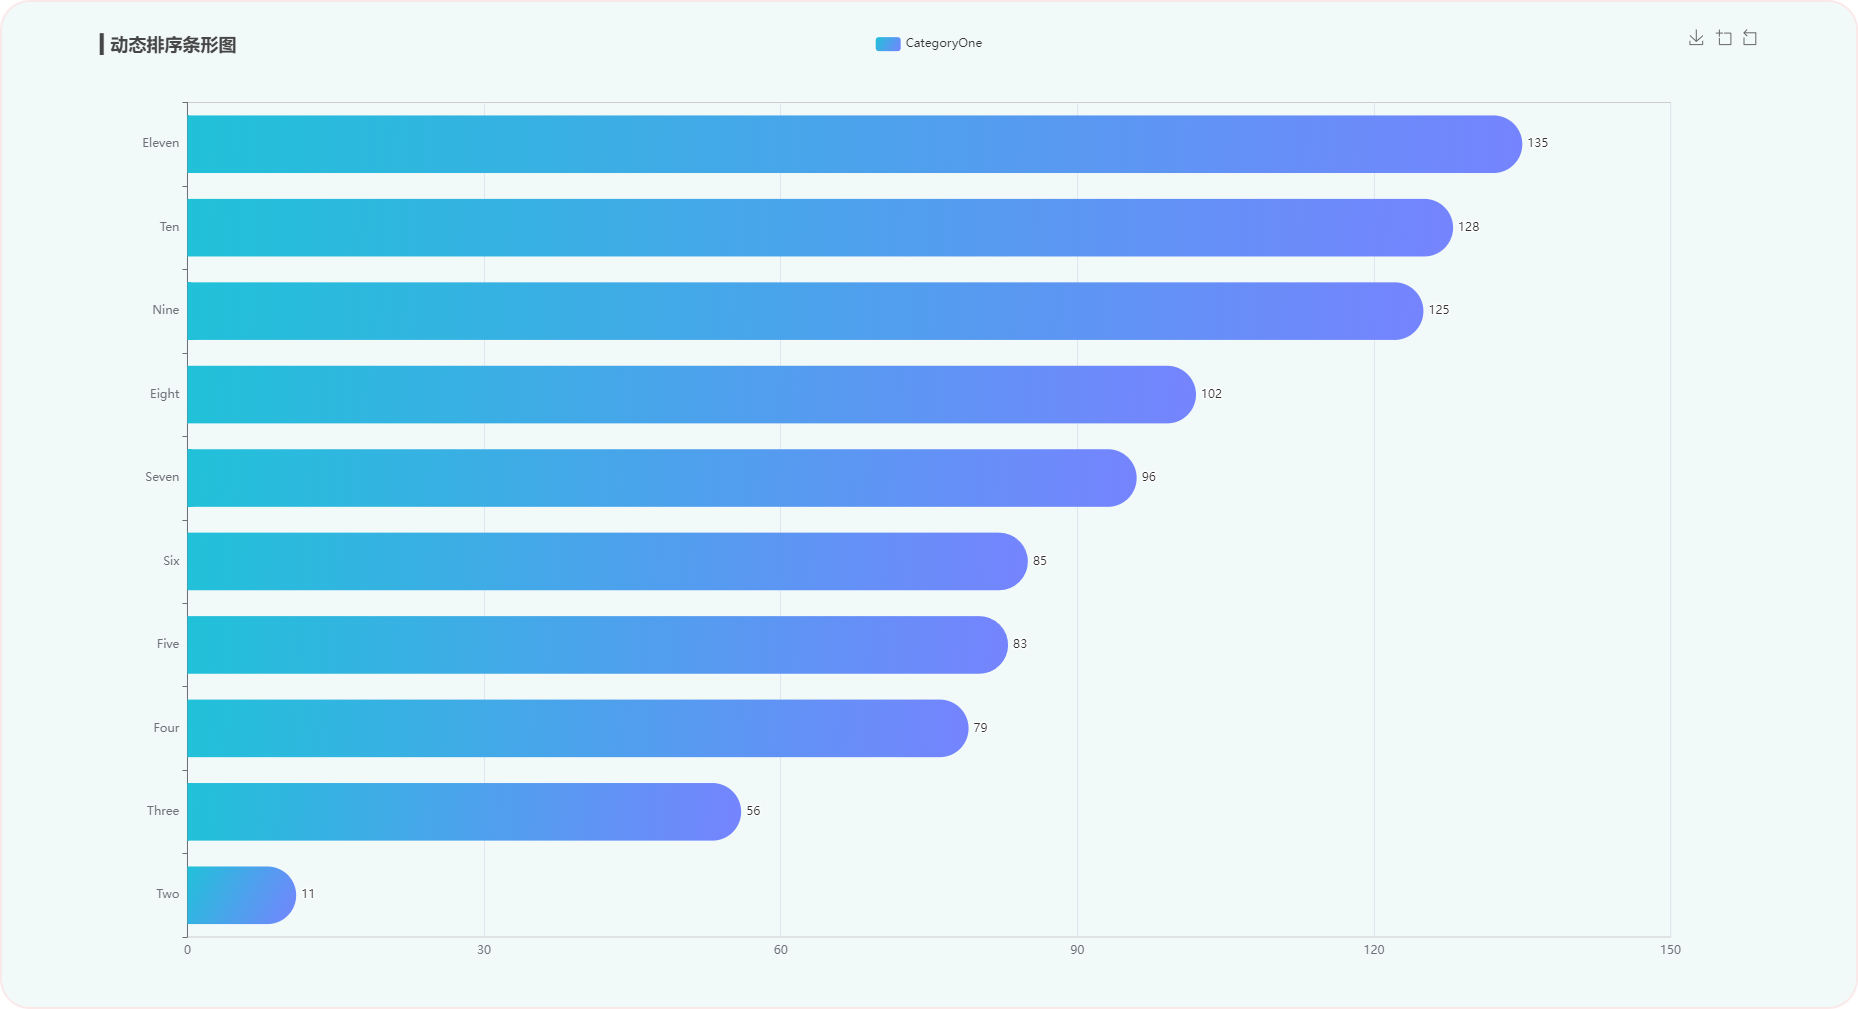 动态排序条形图
CategoryOne
Eleven 135
Ten 128
Nine 125
Eight 102
Seven 96
Six 85
Five 83
Four 79
Three 56
Two 11
0 30 60 90 120 150